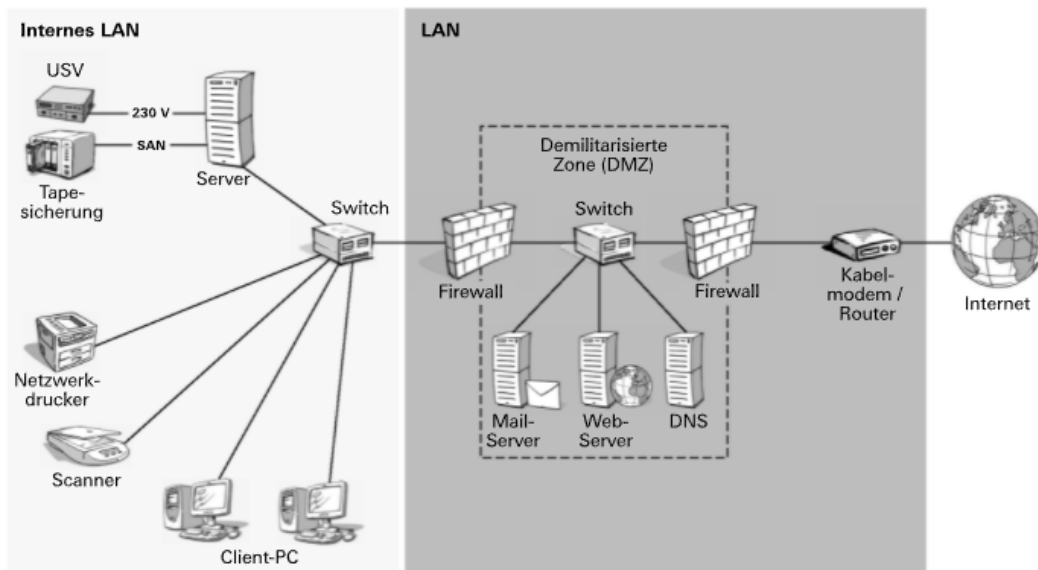 Internes LAN
USV
230 V
SAN
Tape-
sicherung
Server
Switch
Netzwerk-
drucker
Scanner
Client-PC
LAN
Demilitarisierte
Zone (DMZ)
Firewall
Switch
Firewall
Mail-
Server
Web-
Server
DNS
Kabel-
modem /
Router
Internet